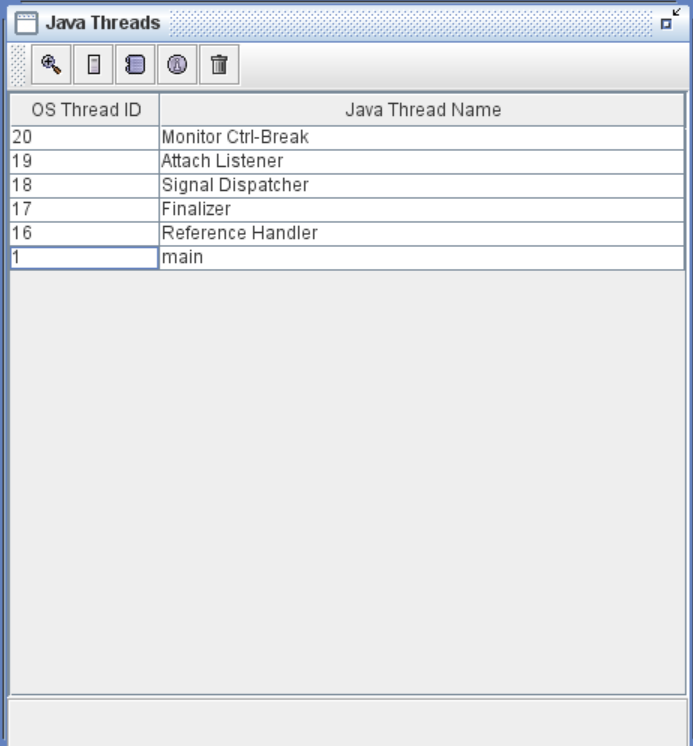 Java Threads
OS Thread ID Java Thread Name
20 Monitor Ctrl-Break
19 Attach Listener
18 Signal Dispatcher
17 Finalizer
16 Reference Handler
1 main